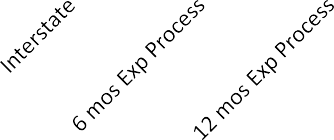 Interstate
6 mos Exp Process
12 mos Exp Process